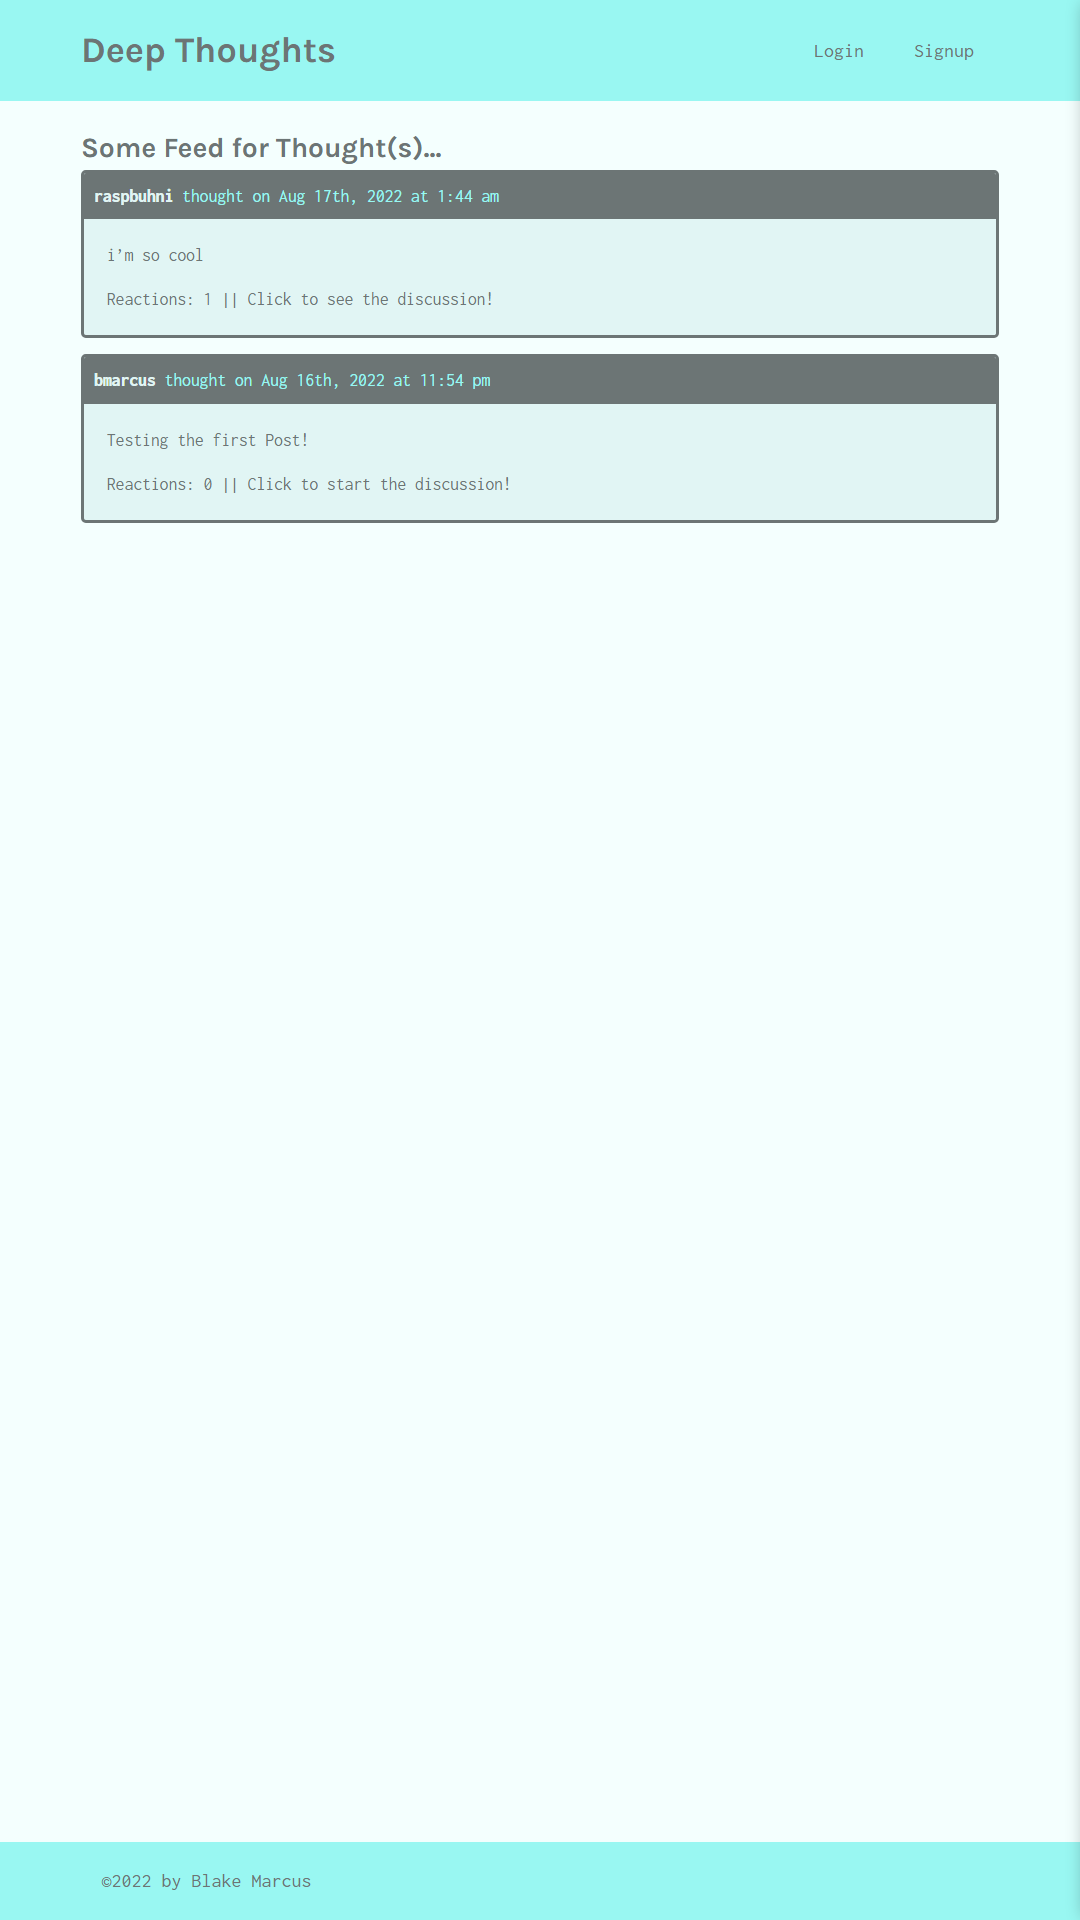 Deep Thoughts
Login Signup
Some Feed for Thought(s)...
raspbuhni thought on Aug 17th, 2022 at 1:44 am
i'm so cool
Reactions: 1 || Click to see the discussion!
bmarcus thought on Aug 16th, 2022 at 11:54 pm
Testing the first Post!
Reactions: 0 || Click to start the discussion!
©2022 by Blake Marcus